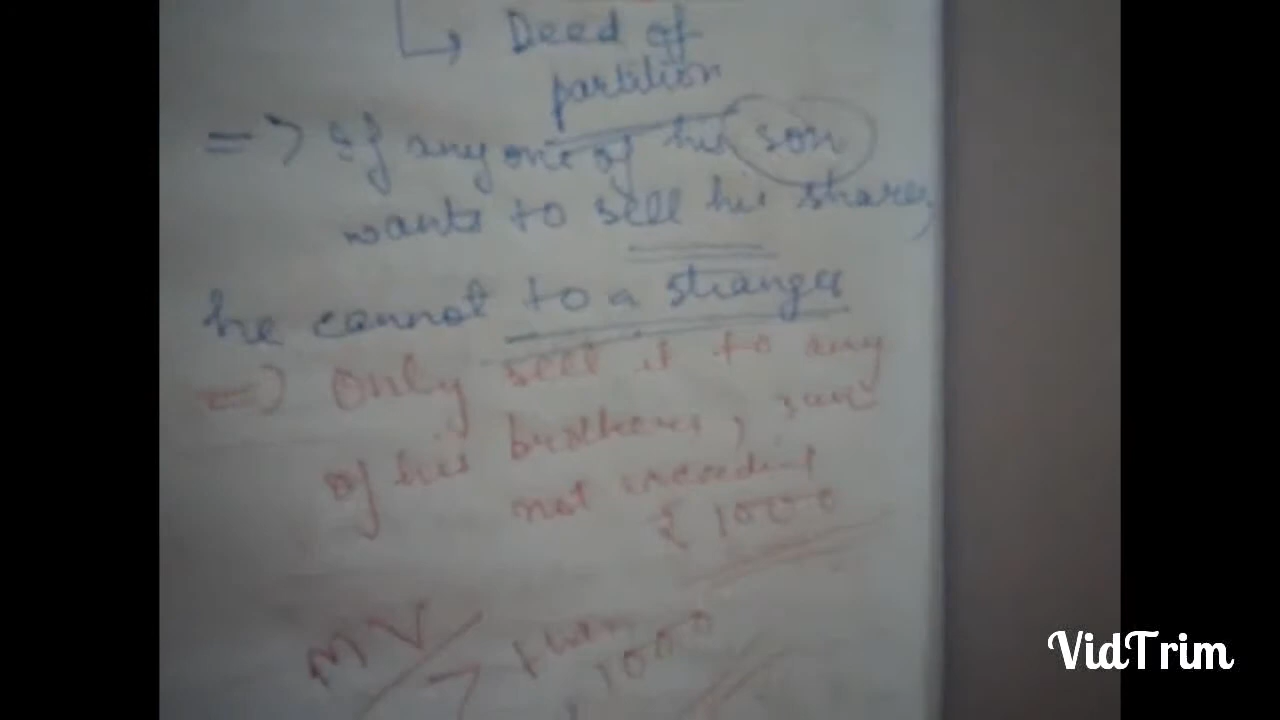 Deed of
partition
=> If any one of his son
wants to sell his share,
he cannot to a stranger
=> Only sell it to any
of his brothers, sum
not exceeding
₹ 1000
MV > than
1000
VidTrim